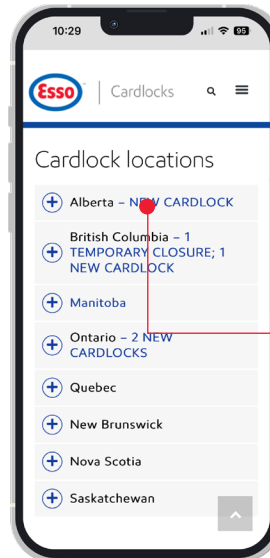 10:29
95
Esso
Cardlocks
Cardlock locations
Alberta – NEW CARDLOCK
British Columbia – 1
TEMPORARY CLOSURE; 1
NEW CARDLOCK
Manitoba
Ontario – 2 NEW
CARDLOCKS
Quebec
New Brunswick
Nova Scotia
Saskatchewan